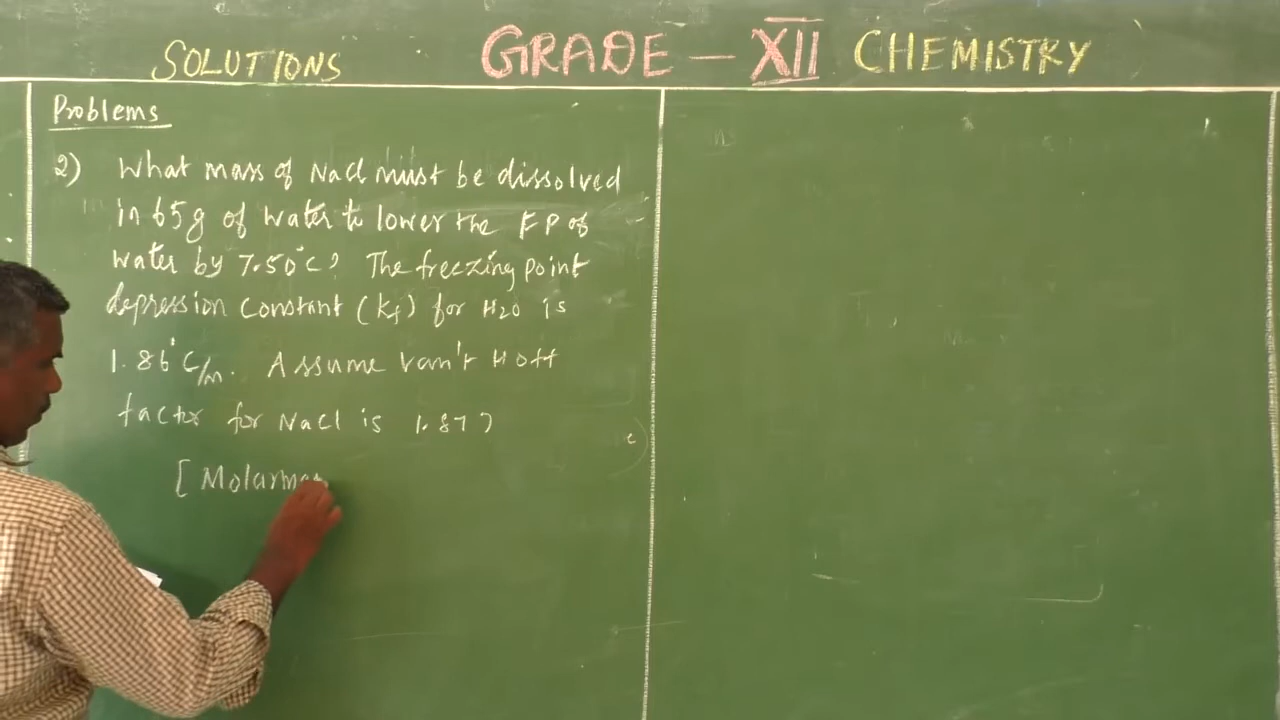 SOLUTIONS GRADE - XII CHEMISTRY
Problems
2) What mass of NaCl must be dissolved
in 65g of water to lower the FP of
water by 7.50°C? The freezing point
depression constant (Kf) for H2O is
1.86°C/m. Assume van't Hoff
factor for NaCl is 1.87?
[Molarmas